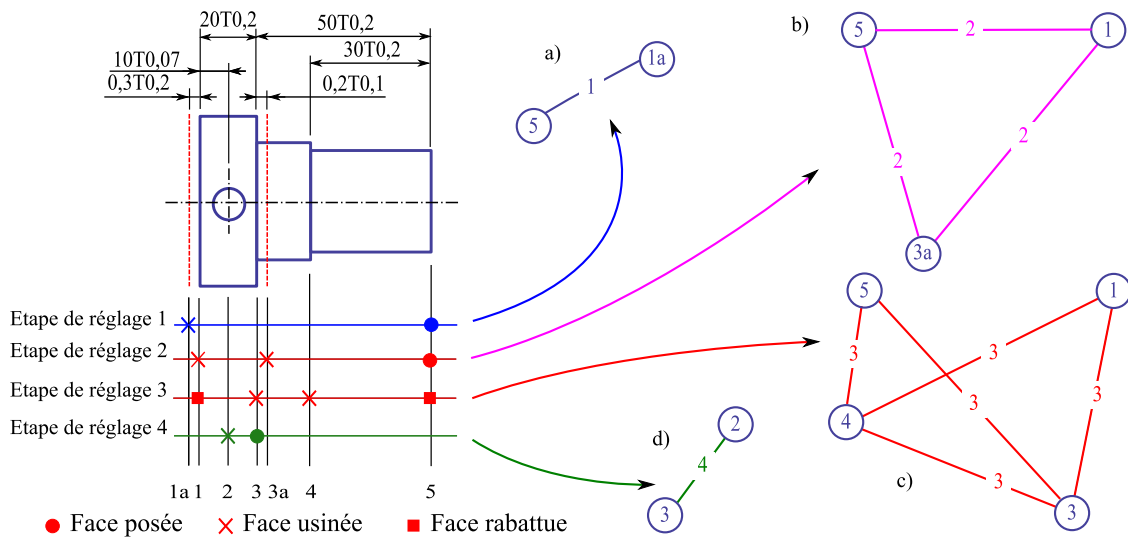 20T0,2
50T0,2
30T0,2
10T0,07
0,3T0,2
0,2T0,1
a)
5
1
1a
b)
5
2
1
2
2
3a
Etape de réglage 1
Etape de réglage 2
Etape de réglage 3
Etape de réglage 4
1a 1 2 3 3a 4 5
d)
2
4
3
5
1
3
3
3
3
4
3
c)
3
Face posée Face usinée Face rabattue